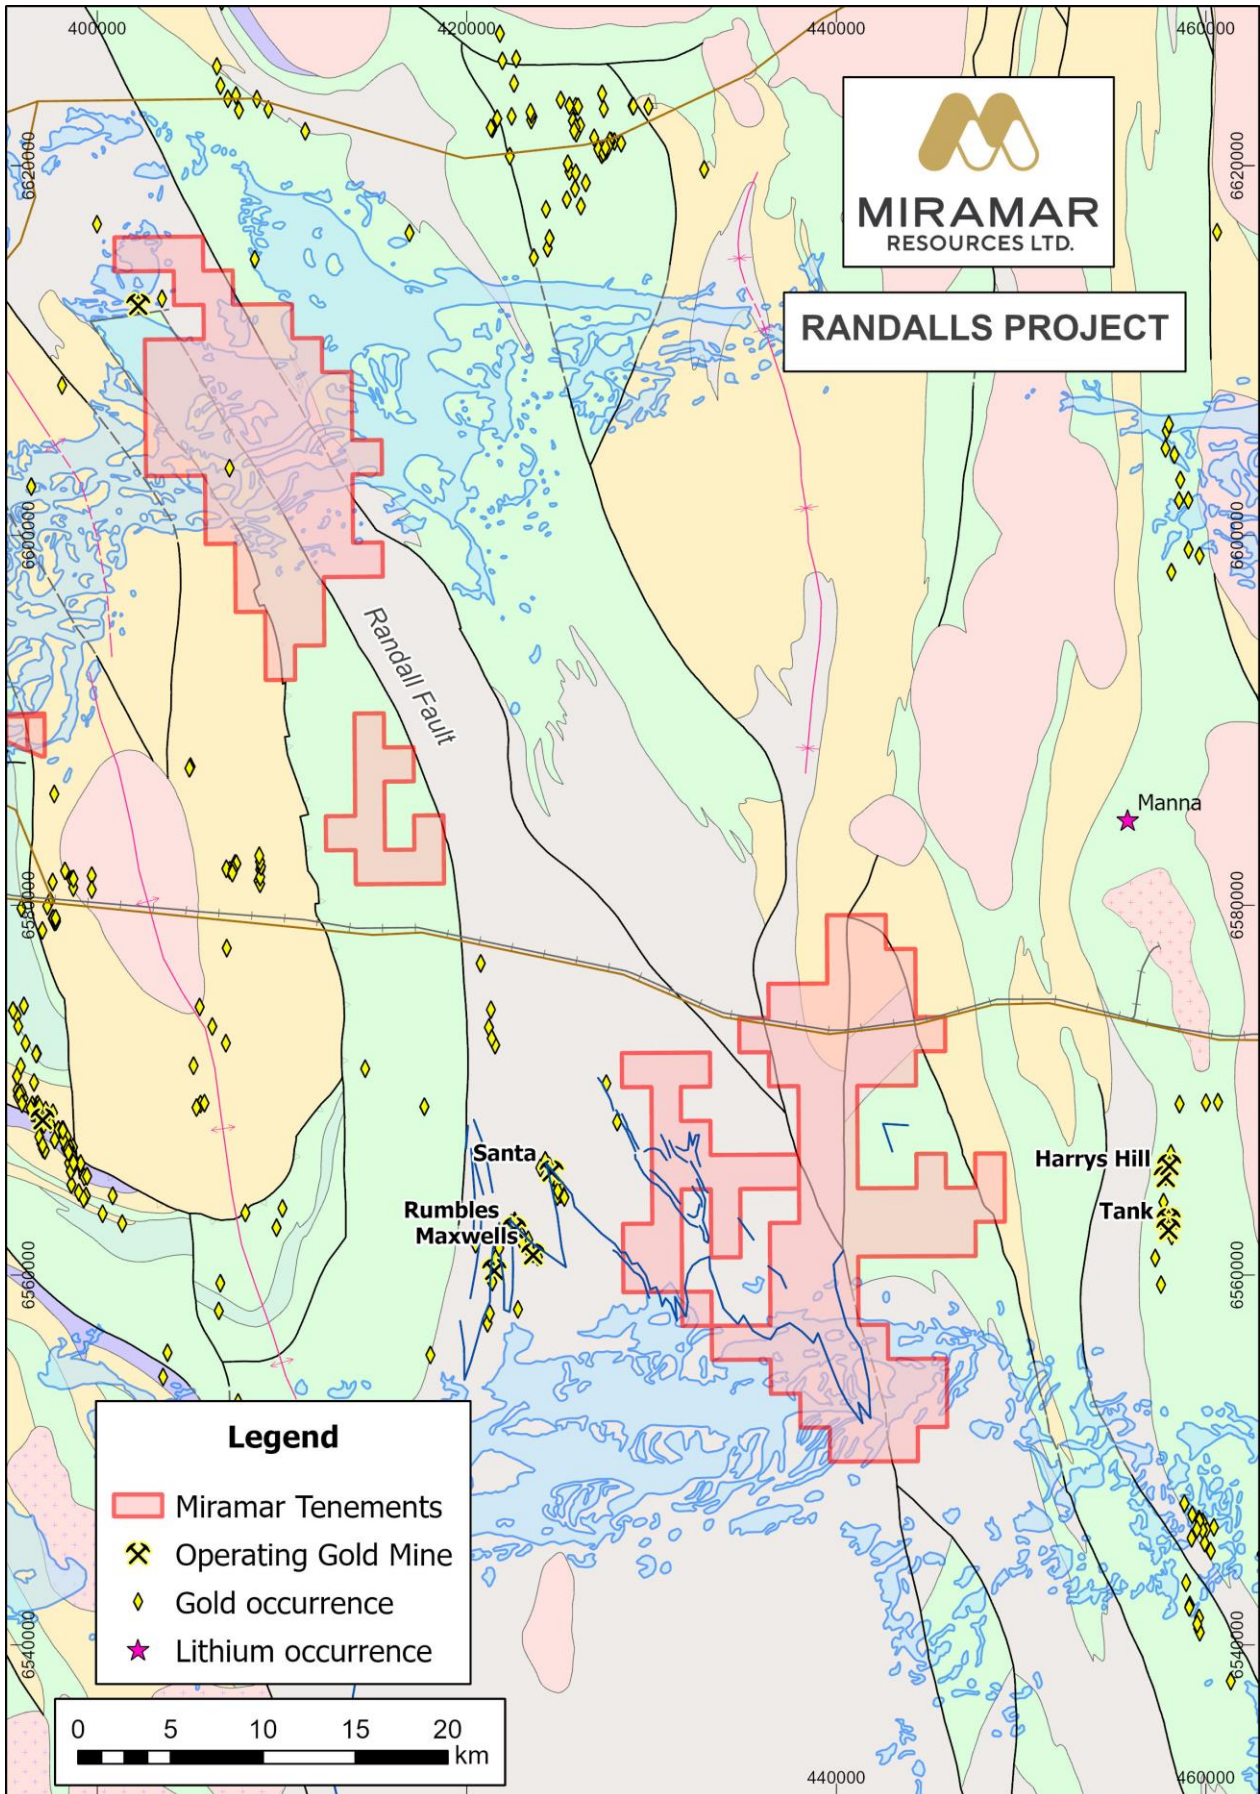 400000
420000
440000
460000
6620000
6620000
MIRAMAR
RESOURCES LTD.
RANDALLS PROJECT
6600000
6600000
Randall Fault
Manna
6580000
6580000
Santa
Rumbles
Maxwells
Harrys Hill
Tank
6560000
6560000
Legend
Miramar Tenements
Operating Gold Mine
Gold occurrence
Lithium occurrence
6540000
6540000
0 5 10 15 20
km
440000
460000